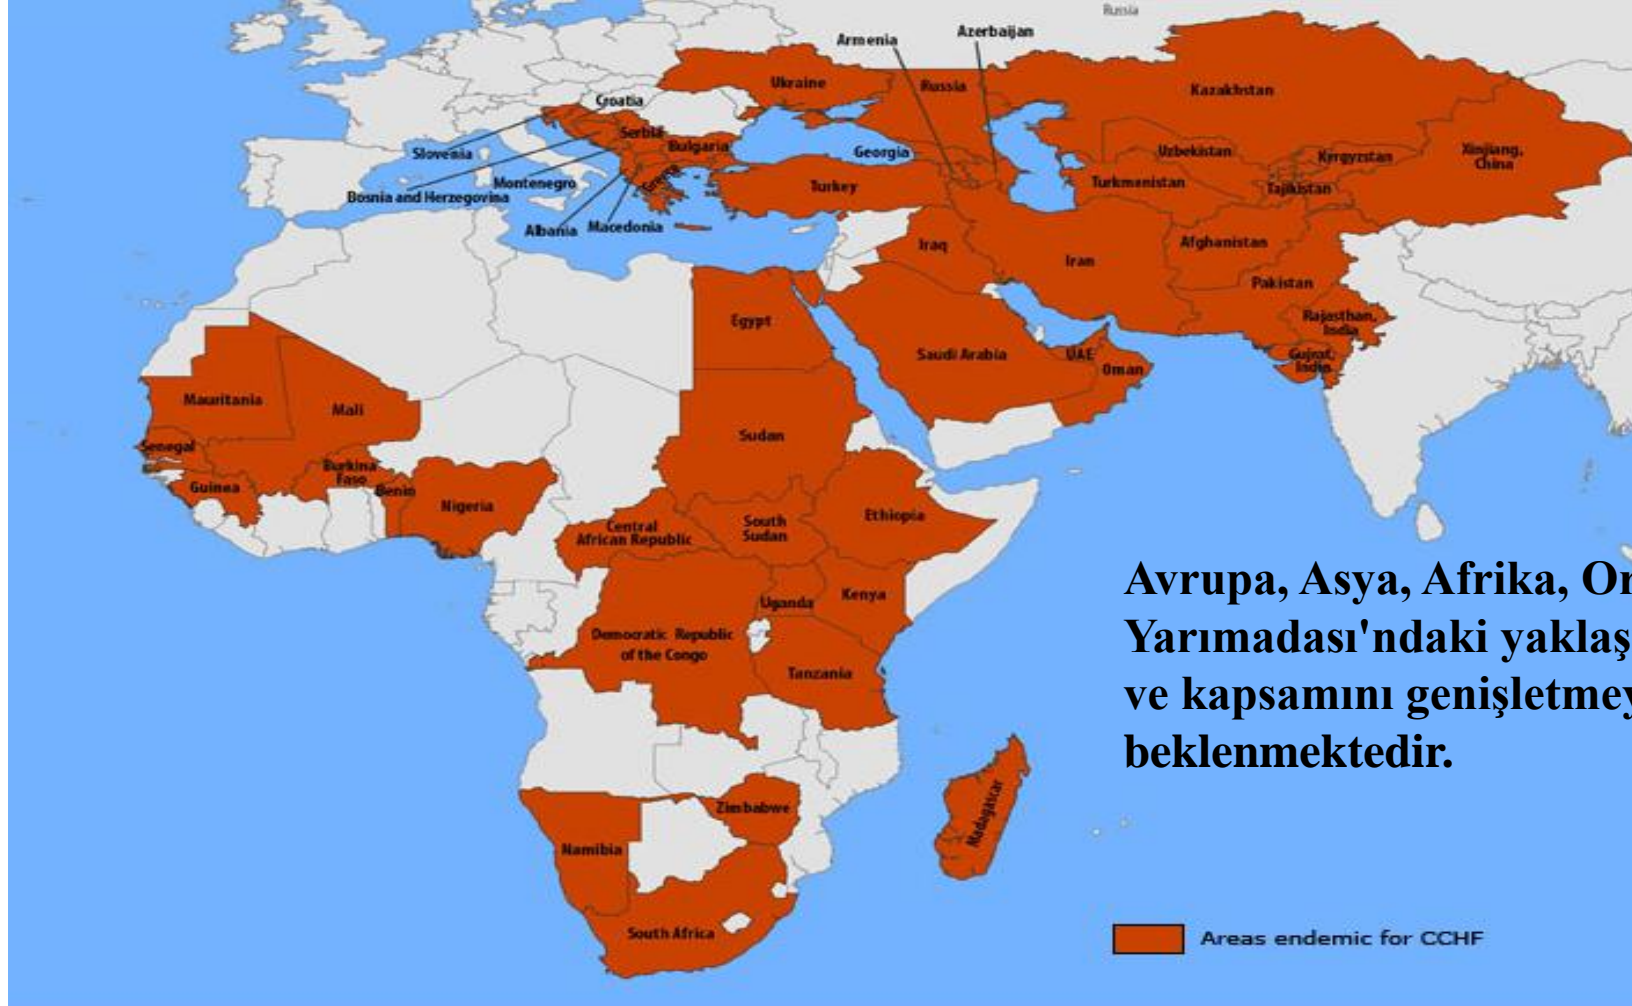 Russia
Azerbaijan
Armenia
Ukraine
Russia
Kazakhstan
Croatia
Serbia
Bulgaria
Georgia
Uzbekistan
Kyrgyzstan
Xinjiang,
China
Slovenia
Montenegro
Greece
Turkey
Turkmenistan
Tajikistan
Bosnia and Herzegovina
Albania
Macedonia
Iraq
Iran
Afghanistan
Pakistan
Egypt
Rajasthan,
India
Saudi Arabia
UAE
Oman
Gujrat,
India
Mauritania
Mali
Sudan
Senegal
Burkina
Faso
Benin
Guinea
Nigeria
Central
African Republic
South
Sudan
Ethiopia
Uganda
Kenya
Democratic Republic
of the Congo
Tanzania
Avrupa, Asya, Afrika, Or
Yarımadası'ndaki yaklaş
ve kapsamını genişletmey
beklenmektedir.
Madagascar
Zimbabwe
Namibia
South Africa
Areas endemic for CCHF